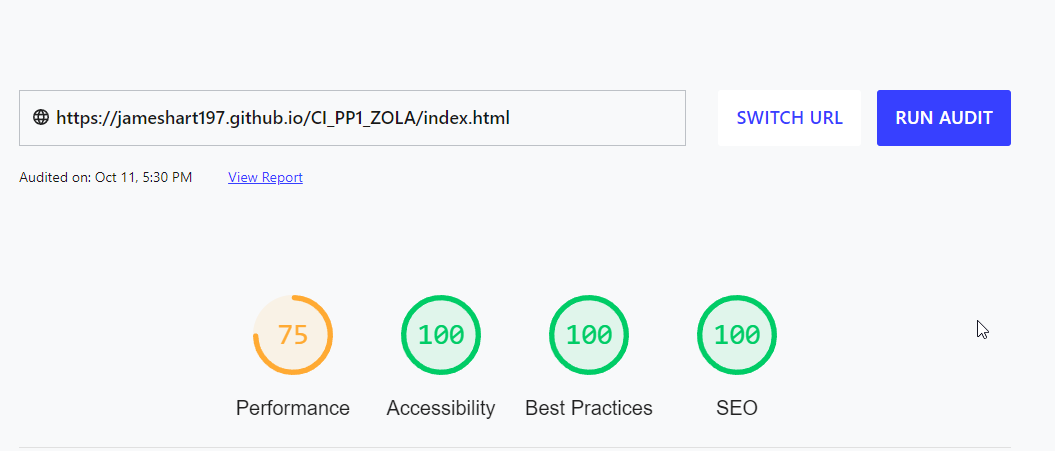 https://jameshart197.github.io/CI_PP1_ZOLA/index.html SWITCH URL RUN AUDIT
Audited on: Oct 11, 5:30 PM View Report
75 100 100 100
Performance Accessibility Best Practices SEO